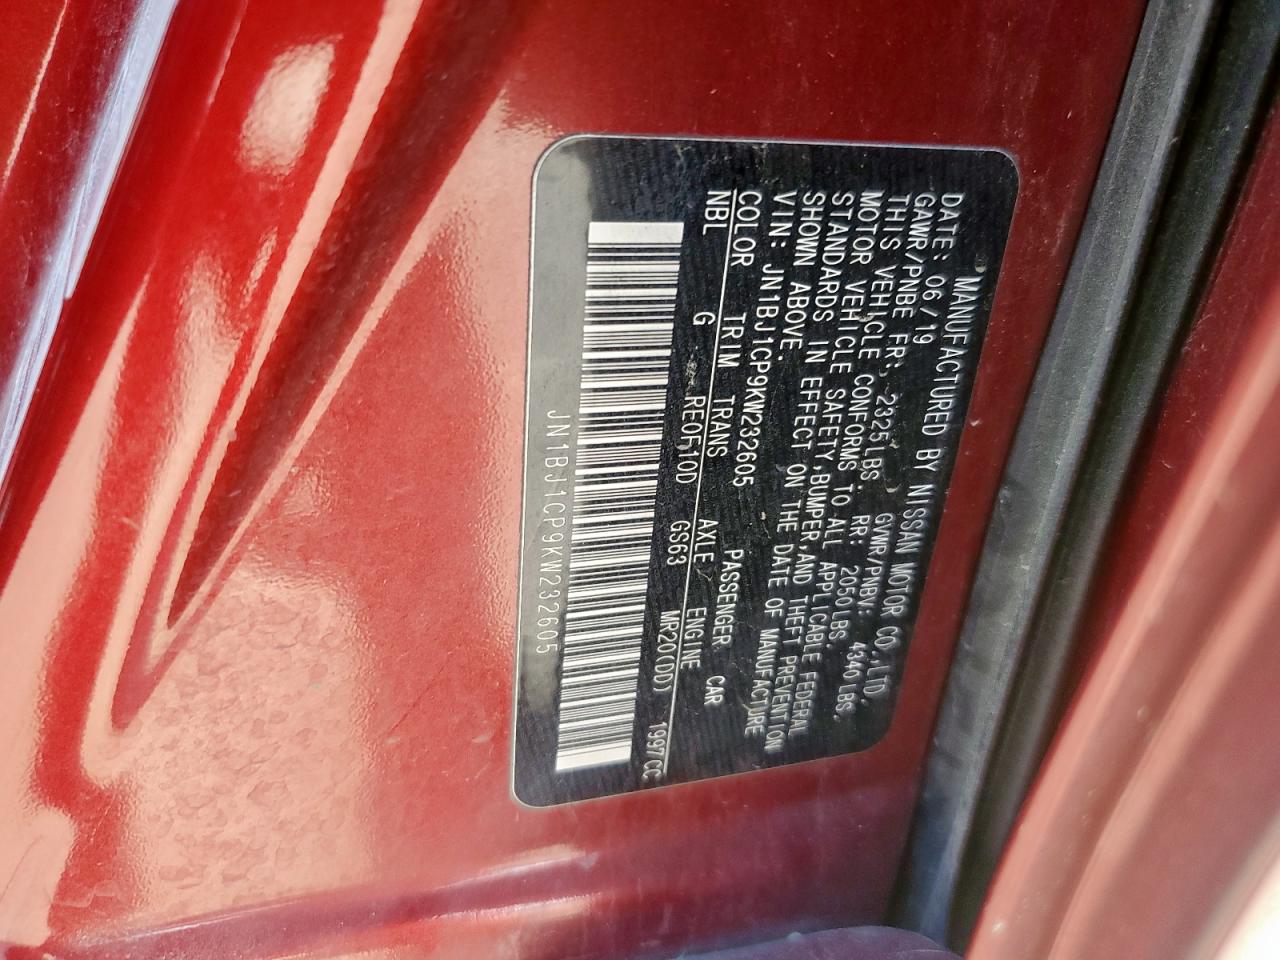 MANUFACTURED BY NISSAN MOTOR CO.,LTD.
DATE: 06/19 GVWR/PNBV: 4340 LBS.
GAWR/PNBE FR: 2325LBS. RR: 2050LBS.
THIS VEHICLE CONFORMS TO ALL APPLICABLE FEDERAL
MOTOR VEHICLE SAFETY,BUMPER,AND THEFT PREVENTION
STANDARDS IN EFFECT ON THE DATE OF MANUFACTURE
SHOWN ABOVE.
VIN: JN1BJ1CP9KW232605 PASSENGER CAR
COLOR TRIM TRANS AXLE ENGINE
NBL G RE0F10D GS63 MR20(DD) 1997CC
JN1BJ1CP9KW232605